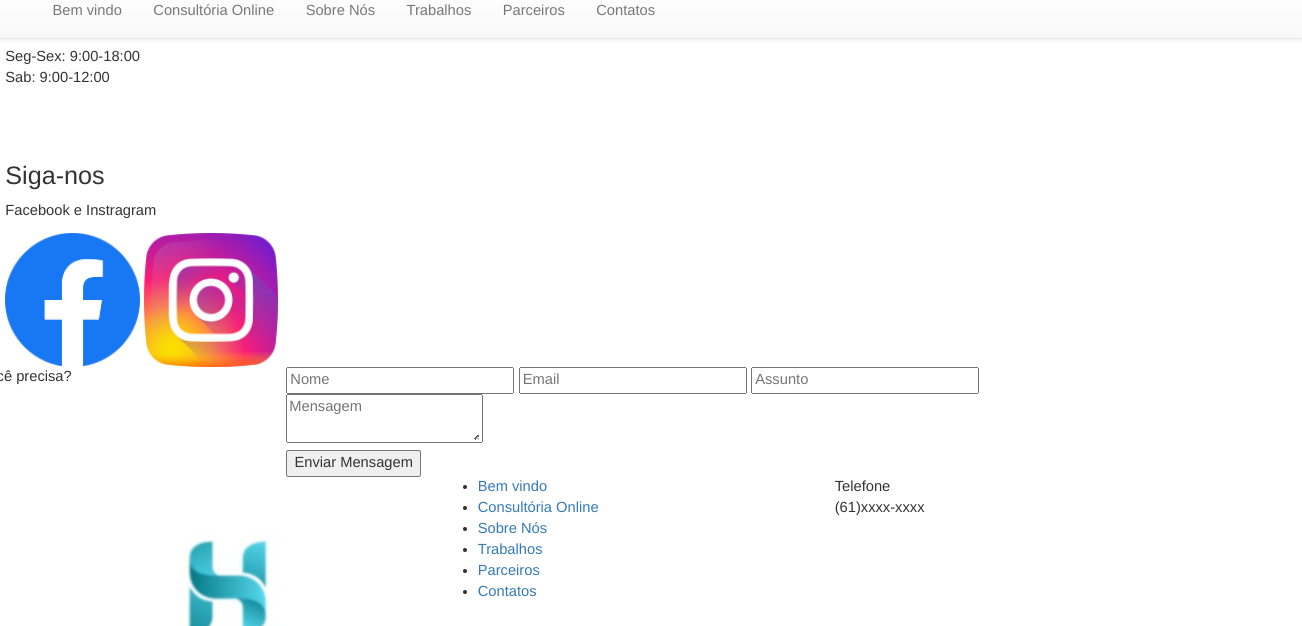 Bem vindo Consultória Online Sobre Nós Trabalhos Parceiros Contatos
Seg-Sex: 9:00-18:00
Sab: 9:00-12:00
Siga-nos
Facebook e Instragram
cê precisa?
Nome Email Assunto
Mensagem
Enviar Mensagem
Bem vindo
Consultória Online
Sobre Nós
Trabalhos
Parceiros
Contatos
Telefone
(61)xxxx-xxxx